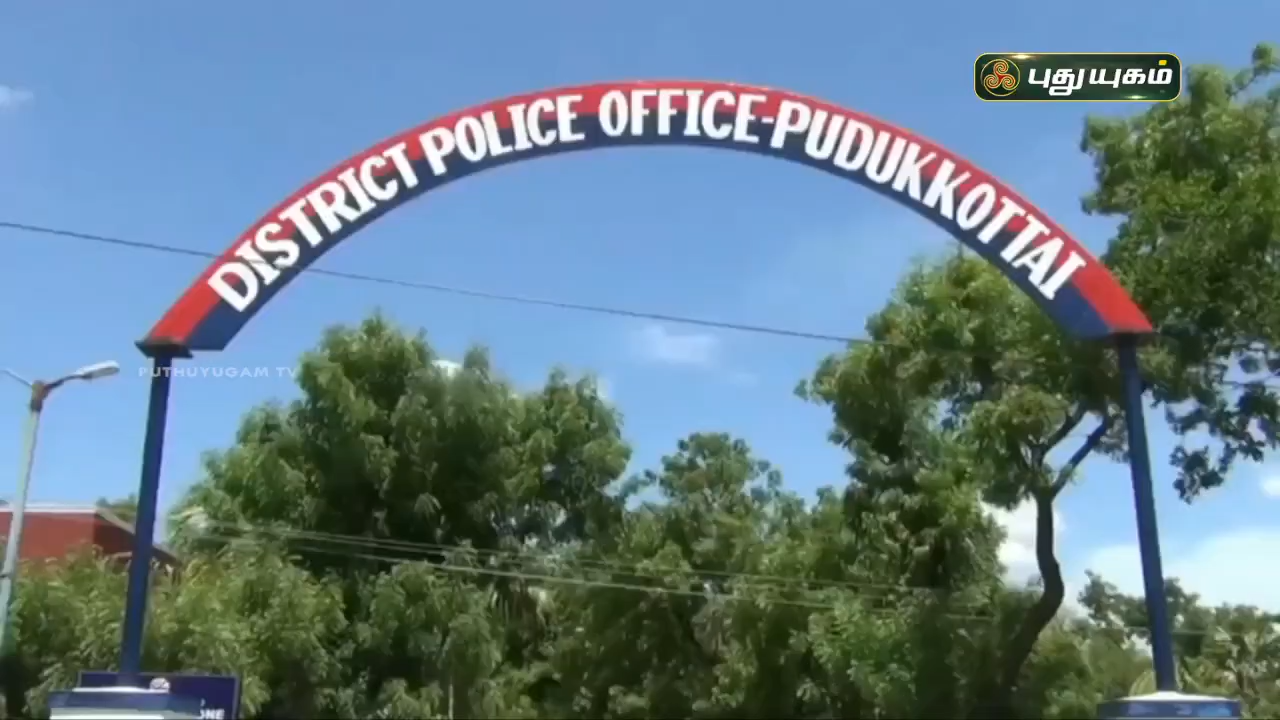 புதுயுகம்
DISTRICT POLICE OFFICE-PUDUKKOTTAI
PUTHUYUGAM TV